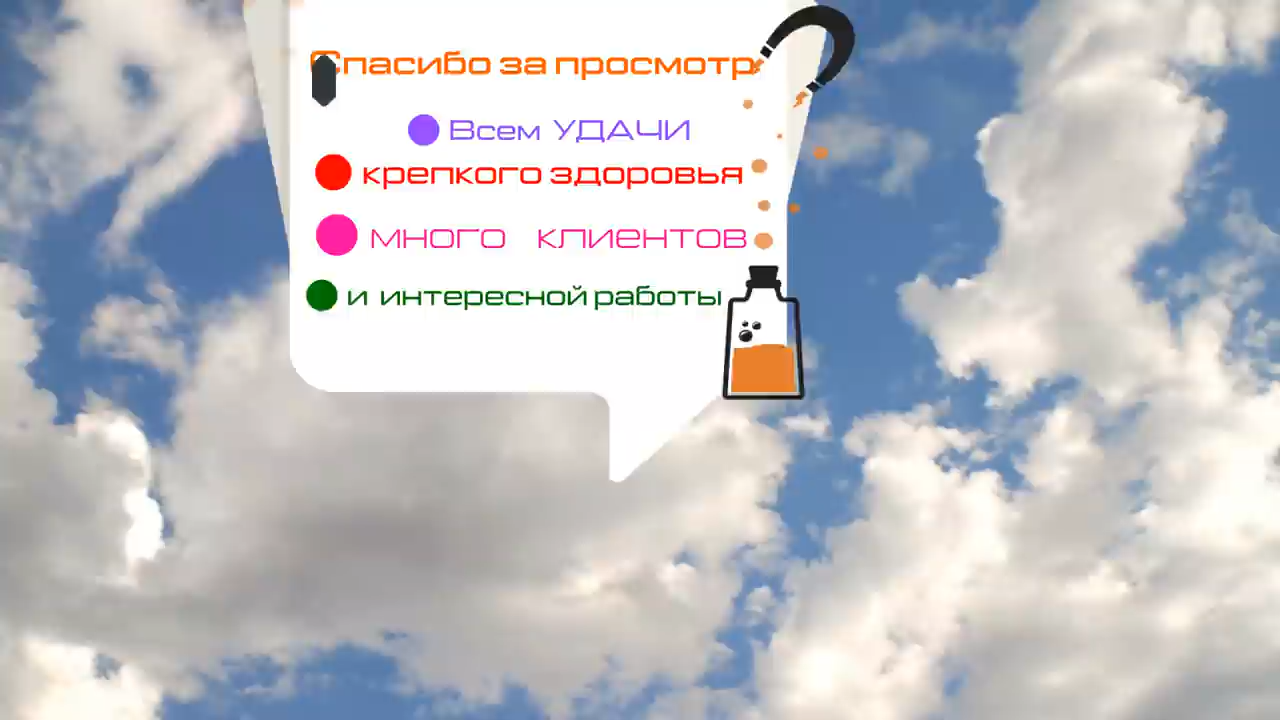 Спасибо за просмотр
Всем УДАЧИ
крепкого здоровья
много клиентов
и интересной работы